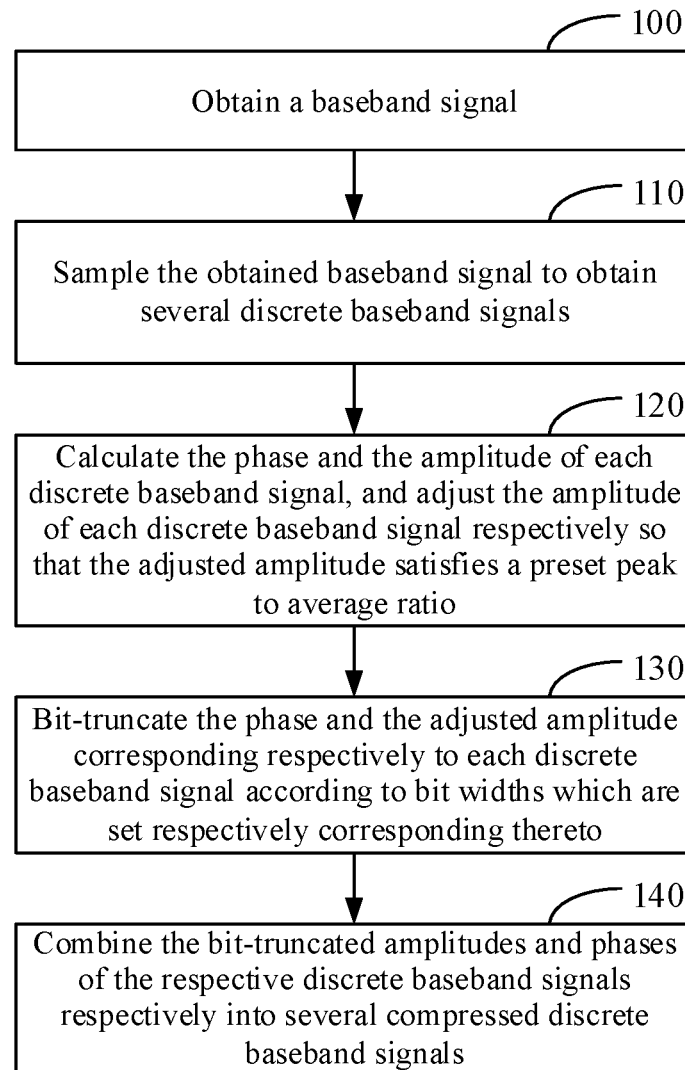 100
Obtain a baseband signal
110
Sample the obtained baseband signal to obtain
several discrete baseband signals
120
Calculate the phase and the amplitude of each
discrete baseband signal, and adjust the amplitude
of each discrete baseband signal respectively so
that the adjusted amplitude satisfies a preset peak
to average ratio
130
Bit-truncate the phase and the adjusted amplitude
corresponding respectively to each discrete
baseband signal according to bit widths which are
set respectively corresponding thereto
140
Combine the bit-truncated amplitudes and phases
of the respective discrete baseband signals
respectively into several compressed discrete
baseband signals